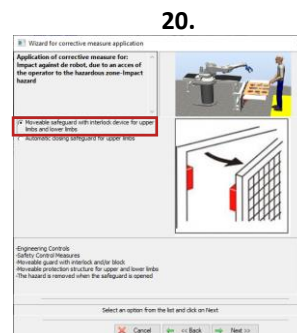 20.
Wizard for corrective measure application
Application of corrective measure for:
Impact against de robot, due to an acces of
the operator to the hazardous zone-Impact
hazard
Moveable safeguard with interlock device for upper
limbs and lower limbs
Automatic closing safeguard for upper limbs
-Engineering Controls
-Safety Control Measures
-Moveable guard with interlock and/or block
-Moveable protection structure for upper and lower limbs
-The hazard is removed when the safeguard is opened
Select an option from the list and click on Next
Cancel << Back Next >>